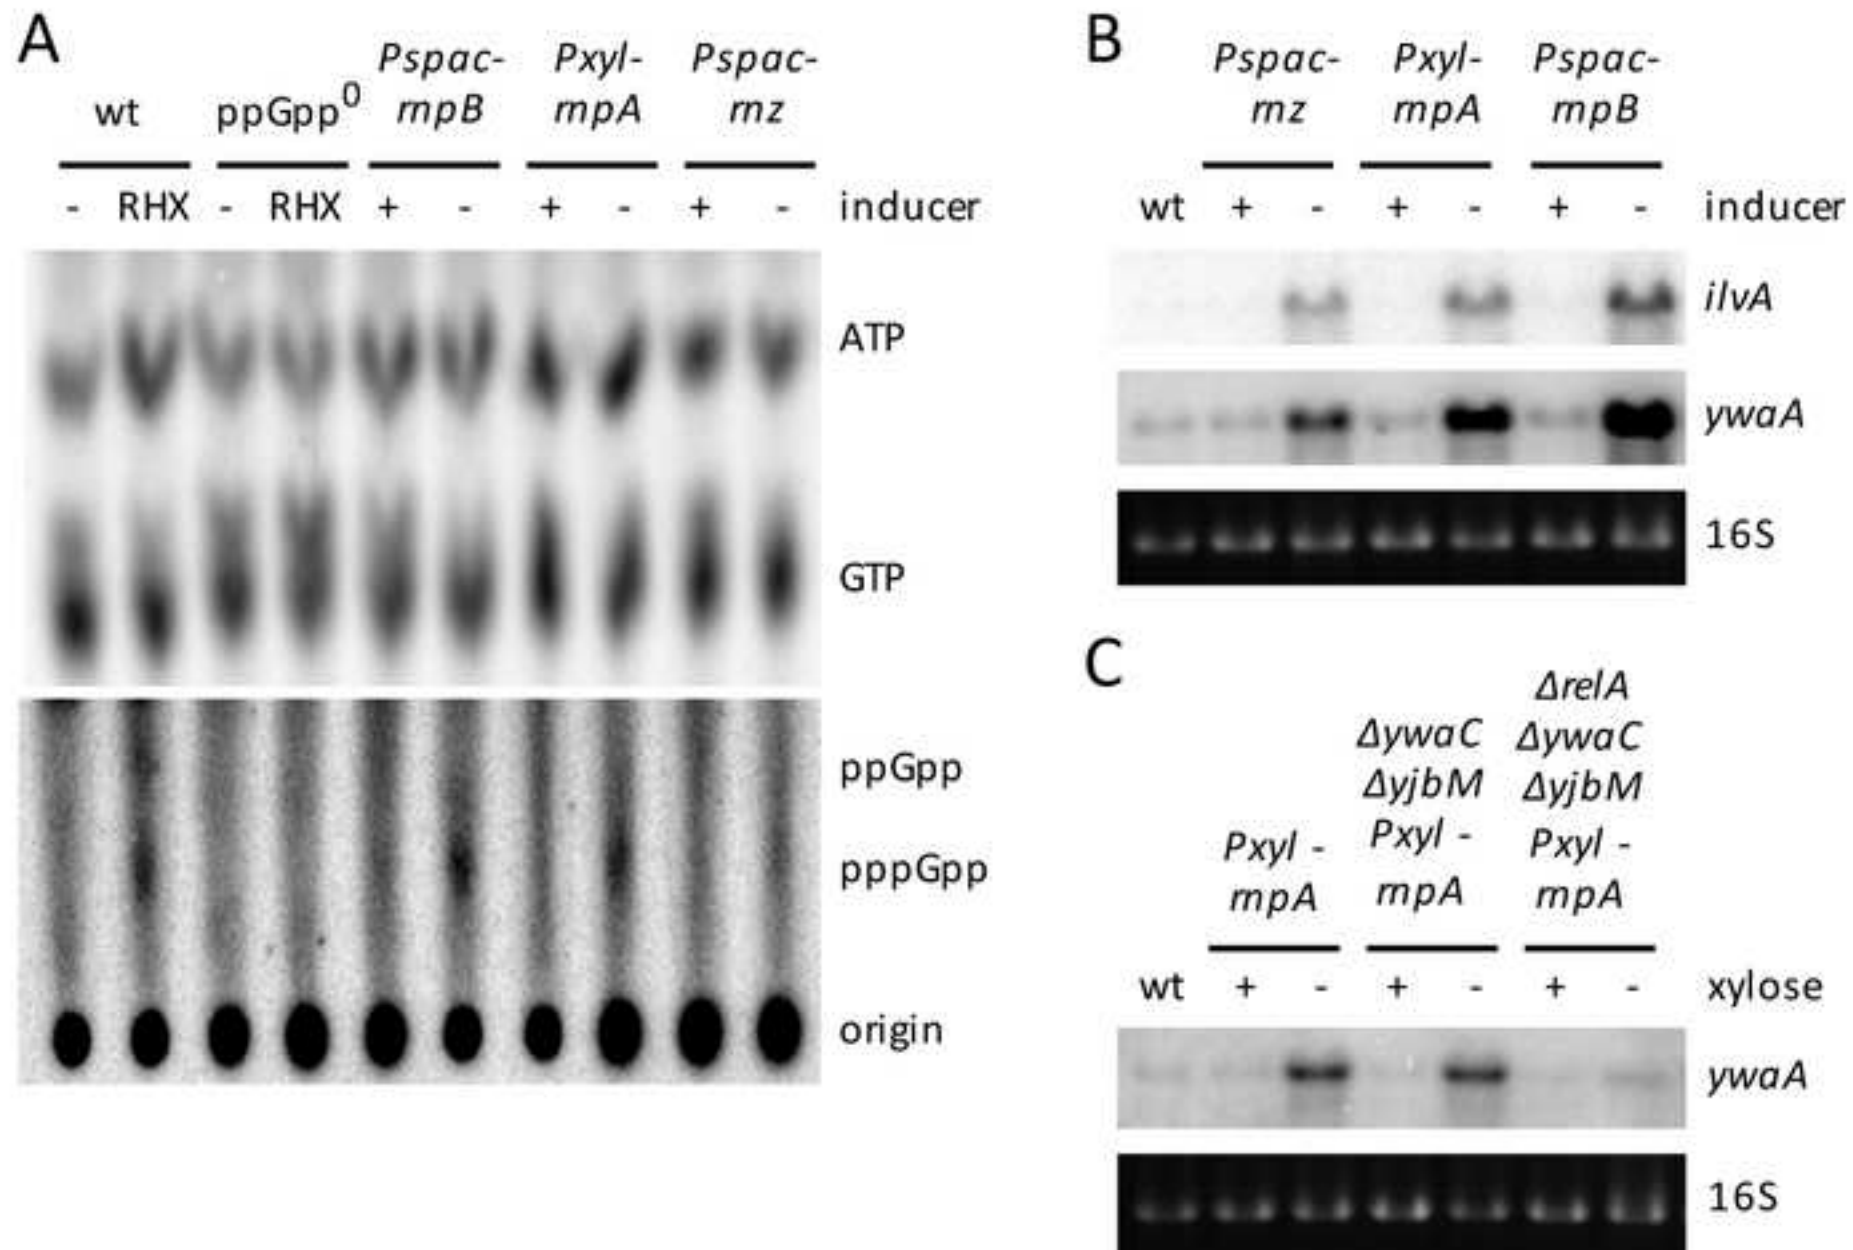 A
wt
ppGpp⁰
Pspac-
rnpB
Pxyl-
rnpA
Pspac-
rnz
- RHX - RHX + - + - + - inducer
ATP
GTP
ppGpp
pppGpp
origin
B
Pspac-
rnz
Pxyl-
rnpA
Pspac-
rnpB
wt + - + - + - inducer
ilvA
ywaA
16S
C
Pxyl -
rnpA
ΔywaC
ΔyjbM
Pxyl -
rnpA
ΔrelA
ΔywaC
ΔyjbM
Pxyl -
rnpA
wt + - + - + - xylose
ywaA
16S